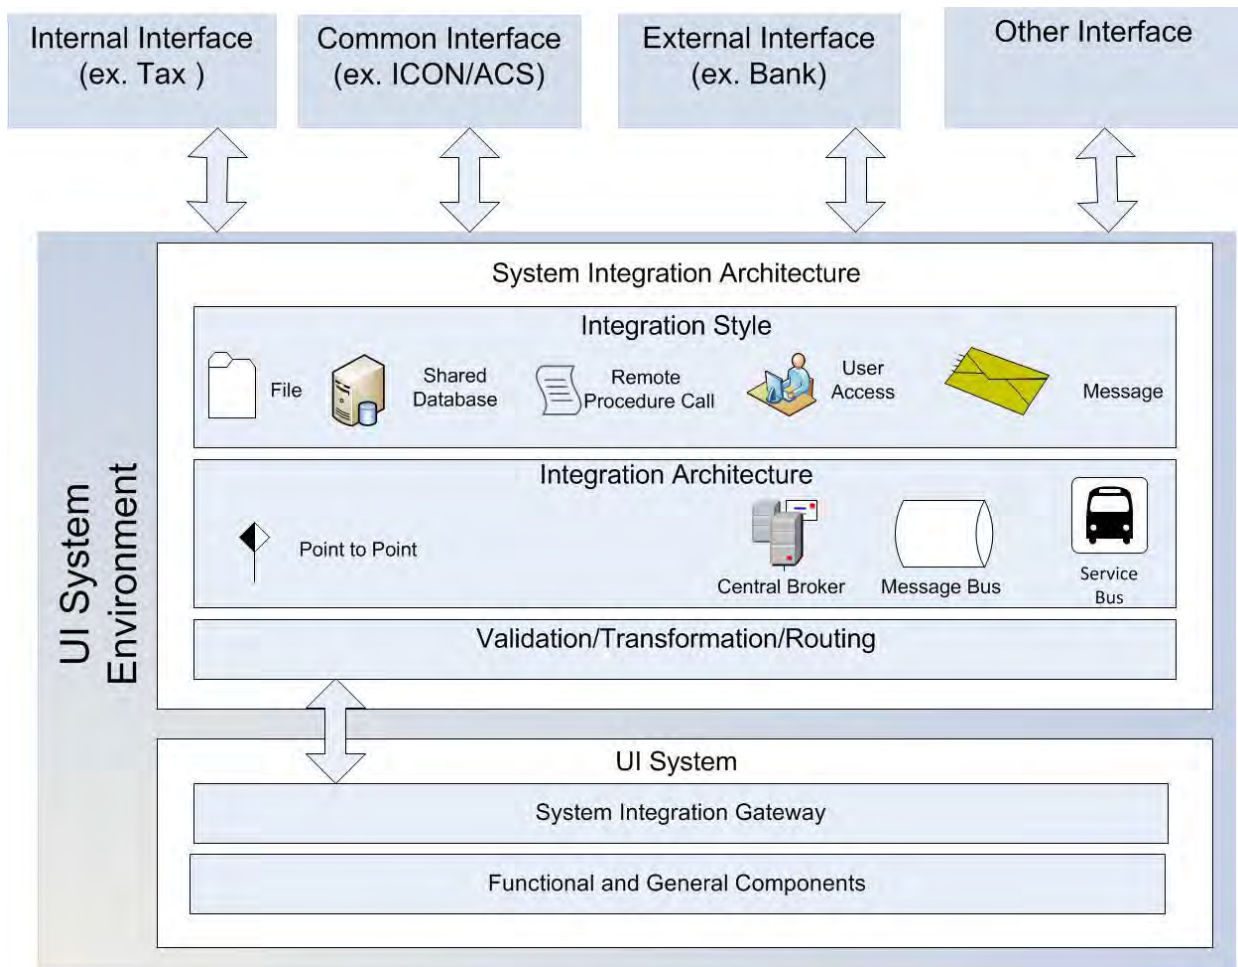 Internal Interface
(ex. Tax )
Common Interface
(ex. ICON/ACS)
External Interface
(ex. Bank)
Other Interface
UI System
Environment
System Integration Architecture
Integration Style
File
Shared
Database
Remote
Procedure Call
User
Access
Message
Integration Architecture
Point to Point
Central Broker
Message Bus
Service
Bus
Validation/Transformation/Routing
UI System
System Integration Gateway
Functional and General Components